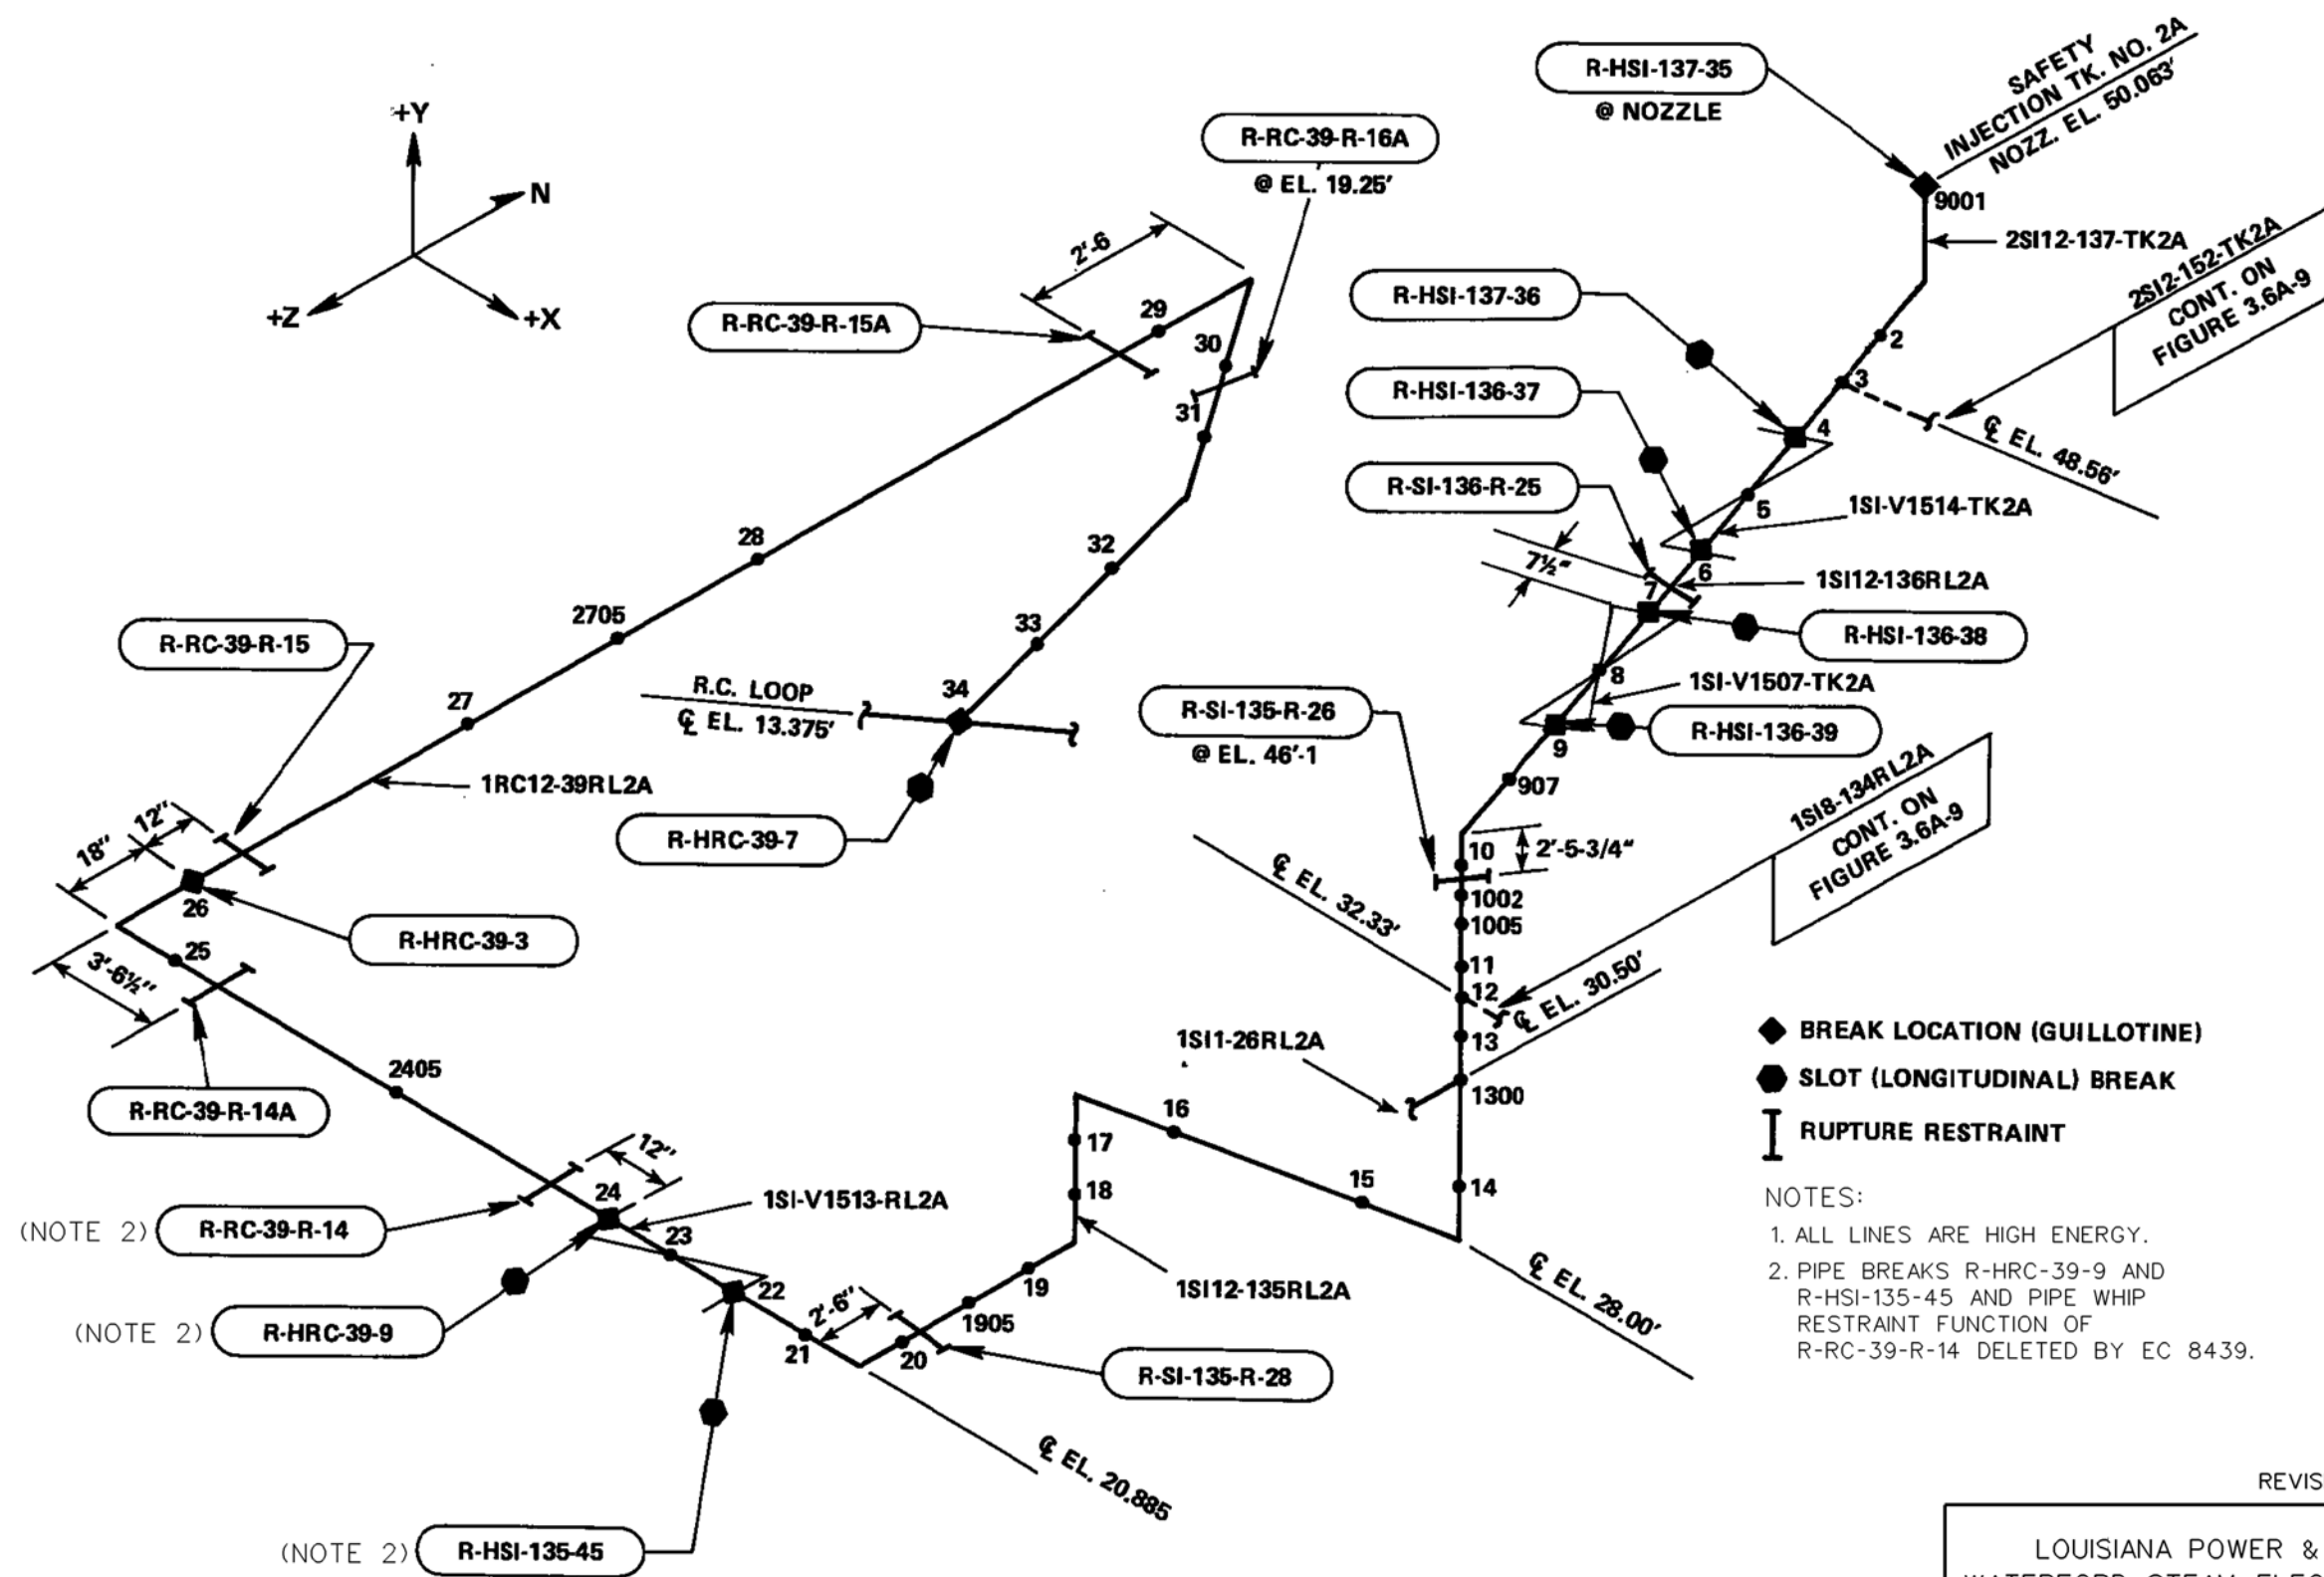 +Y
N
+Z
+X
R-HSI-137-35
@ NOZZLE
SAFETY
INJECTION TK. NO. 2A
NOZZ. EL. 50.063'
9001
2SI12-137-TK2A
R-RC-39-R-16A
@ EL. 19.25'
2'-6
R-RC-39-R-15A
29
30
31
R-HSI-137-36
2
3
2SI2-152-TK2A
CONT. ON
FIGURE 3.6A-9
R-HSI-136-37
4
℄ EL. 48.56'
R-SI-136-R-25
5
1SI-V1514-TK2A
7½"
6
1SI12-136RL2A
7
R-HSI-136-38
28
32
2705
33
R-RC-39-R-15
27
R.C. LOOP
℄ EL. 13.375'
34
8
1SI-V1507-TK2A
R-SI-135-R-26
@ EL. 46'-1
R-HSI-136-39
9
907
1RC12-39RL2A
R-HRC-39-7
12"
18"
26
R-HRC-39-3
10
2'-5-3/4"
1002
1005
℄ EL. 32.33'
1SI8-134RL2A
CONT. ON
FIGURE 3.6A-9
11
12
℄ EL. 30.50'
25
3'-6½"
13
1SI1-26RL2A
1300
R-RC-39-R-14A
2405
16
17
15
14
18
BREAK LOCATION (GUILLOTINE)
SLOT (LONGITUDINAL) BREAK
RUPTURE RESTRAINT
12"
24
1SI-V1513-RL2A
(NOTE 2)
R-RC-39-R-14
23
19
1SI12-135RL2A
℄ EL. 28.00'
(NOTE 2)
R-HRC-39-9
22
2'-6"
1905
21
20
R-SI-135-R-28
℄ EL. 20.885
(NOTE 2)
R-HSI-135-45
NOTES:
1. ALL LINES ARE HIGH ENERGY.
2. PIPE BREAKS R-HRC-39-9 AND
R-HSI-135-45 AND PIPE WHIP
RESTRAINT FUNCTION OF
R-RC-39-R-14 DELETED BY EC 8439.
REVIS
LOUISIANA POWER &